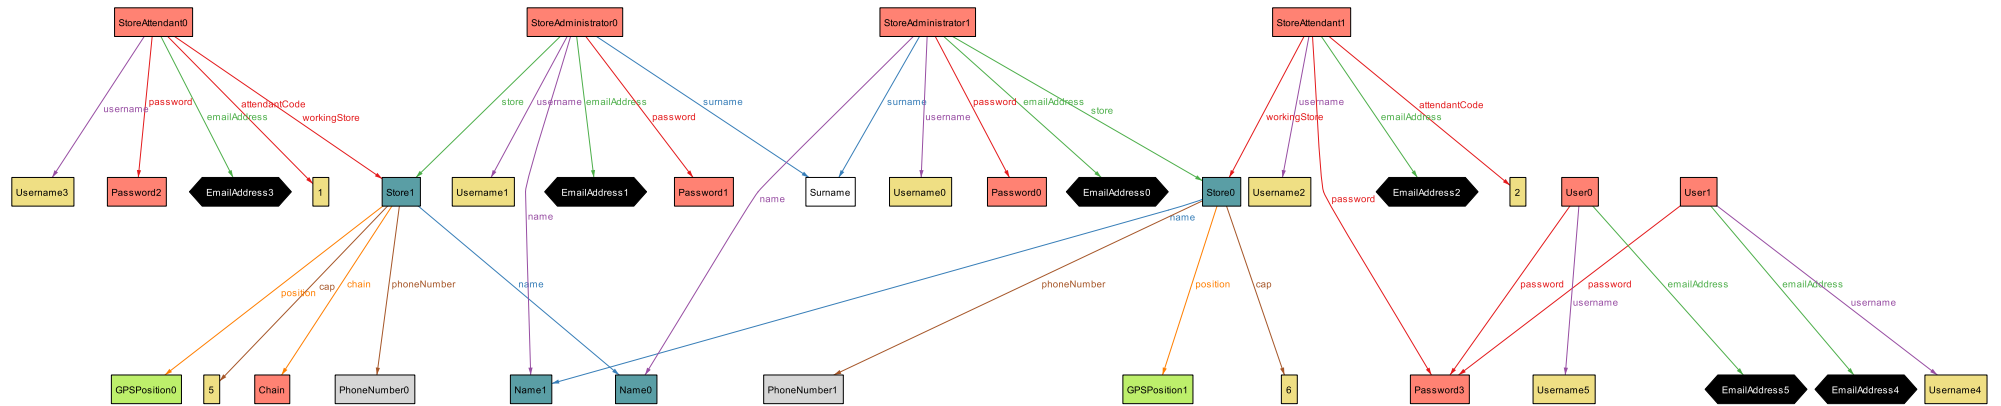 StoreAttendant0
StoreAdministrator0
StoreAdministrator1
StoreAttendant1
username
password
emailAddress
attendantCode
workingStore
store
username
emailAddress
password
surname
name
name
surname
username
password
emailAddress
store
workingStore
username
emailAddress
attendantCode
password
Username3
Password2
EmailAddress3
1
Store1
Username1
EmailAddress1
Password1
Surname
Username0
Password0
EmailAddress0
Store0
Username2
EmailAddress2
2
User0
User1
position
cap
chain
phoneNumber
name
name
phoneNumber
position
cap
password
username
password
emailAddress
emailAddress
username
GPSPosition0
5
Chain
PhoneNumber0
Name1
Name0
PhoneNumber1
GPSPosition1
6
Password3
Username5
EmailAddress5
EmailAddress4
Username4